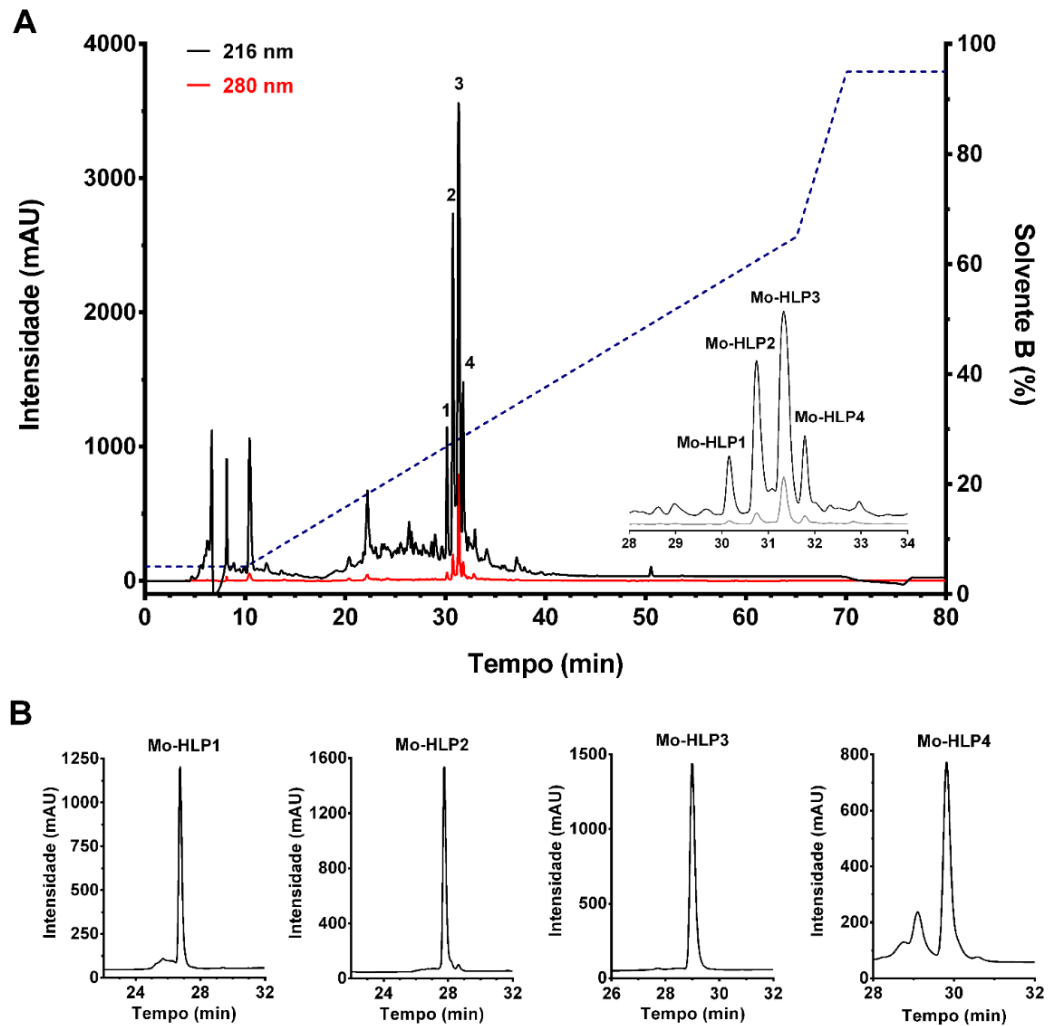 A
216 nm
280 nm
4000
3000
2000
1000
0
Intensidade (mAU)
100
80
60
40
20
0
Solvente B (%)
1
2
3
4
Mo-HLP1
Mo-HLP2
Mo-HLP3
Mo-HLP4
28 29 30 31 32 33 34
0 10 20 30 40 50 60 70 80
Tempo (min)
B
Mo-HLP1
Intensidade (mAU)
1250
1000
750
500
250
0
24 28 32
Tempo (min)
Mo-HLP2
Intensidade (mAU)
1600
1200
800
400
0
24 28 32
Tempo (min)
Mo-HLP3
Intensidade (mAU)
1500
1000
500
0
26 28 30 32
Tempo (min)
Mo-HLP4
Intensidade (mAU)
800
600
400
200
0
28 30 32
Tempo (min)